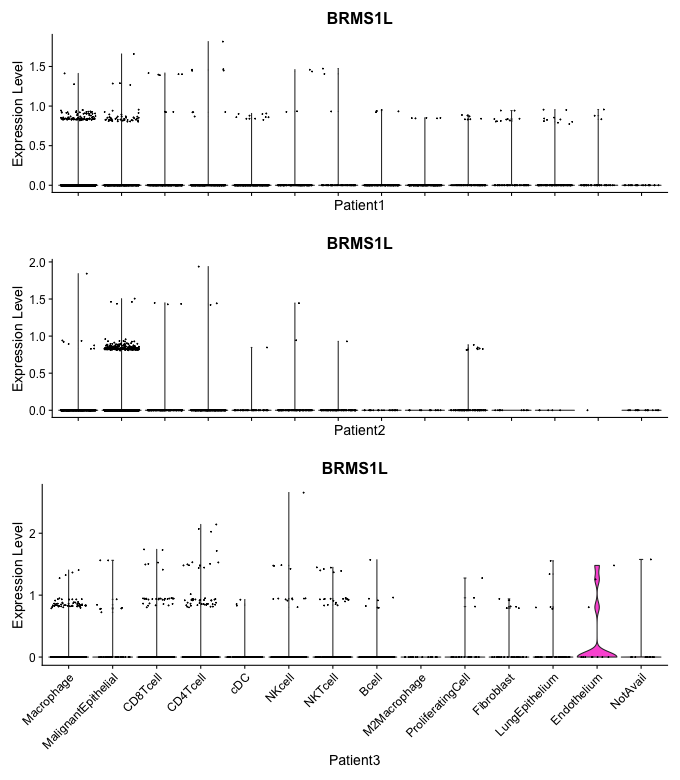 BRMS1L
Expression Level
1.5
1.0
0.5
0.0
Patient1
BRMS1L
Expression Level
2.0
1.5
1.0
0.5
0.0
Patient2
BRMS1L
Expression Level
2
1
0
Macrophage
MalignantEpithelial
CD8Tcell
CD4Tcell
cDC
NKcell
NKTcell
Bcell
M2Macrophage
ProliferatingCell
Fibroblast
LungEpithelium
Endothelium
NotAvail
Patient3